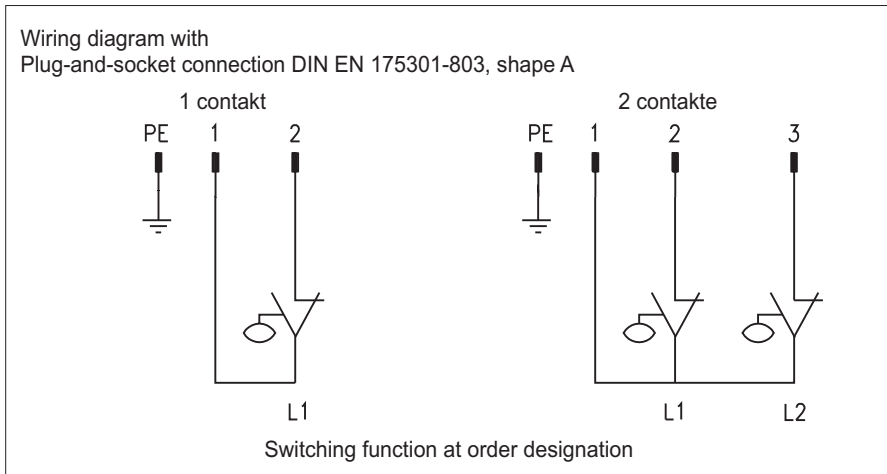 Wiring diagram with
Plug-and-socket connection DIN EN 175301-803, shape A
1 contakt
PE 1 2
L1
2 contakte
PE 1 2 3
L1 L2
Switching function at order designation